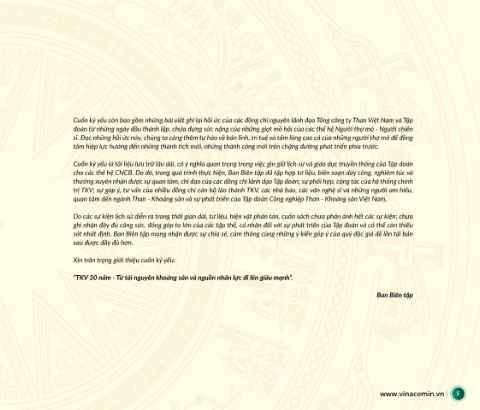 Cuốn kỷ yếu còn bao gồm những bài viết ghi lại hồi ức của các đồng chí nguyên lãnh đạo Tổng công ty Than Việt Nam và Tập
đoàn từ những ngày đầu thành lập, chứa đựng sức nặng của những giọt mồ hôi của các thế hệ Người thợ mỏ - Người chiến
sĩ. Đọc những hồi ức này, chúng ta càng thêm tự hào về bản lĩnh, trí tuệ và tấm lòng cao cả của những người thợ mỏ để đồng
tâm hiệp lực hướng đến những thành tích mới, những thành công mới trên chặng đường phát triển phía trước.
Cuốn kỷ yếu là tài liệu lưu trữ lâu dài, có ý nghĩa quan trọng trong việc gìn giữ lịch sử và giáo dục truyền thống của Tập đoàn
cho các thế hệ CNCB. Do đó, trong quá trình thực hiện, Ban Biên tập đã tập hợp tư liệu, biên soạn dày công, nghiêm túc và
thường xuyên nhận được sự quan tâm, chỉ đạo của các đồng chí lãnh đạo Tập đoàn; sự phối hợp, cộng tác của hệ thống chính
trị TKV; sự góp ý, tư vấn của nhiều đồng chí cán bộ lão thành TKV, các nhà báo, các văn nghệ sĩ và những người am hiểu,
quan tâm đến ngành Than - Khoáng sản và sự phát triển của Tập đoàn Công nghiệp Than - Khoáng sản Việt Nam.
Do các sự kiện lịch sử diễn ra trong thời gian dài, tư liệu, hiện vật phân tán, cuốn sách chưa phản ánh hết các sự kiện; chưa
ghi nhận đầy đủ công sức, đóng góp to lớn của các tập thể, cá nhân đối với sự phát triển của Tập đoàn và có thể còn thiếu
sót nhất định. Ban Biên tập mong nhận được sự chia sẻ, cảm thông cùng những ý kiến góp ý của quý độc giả để lần tái bản
sau được đầy đủ hơn.
Xin trân trọng giới thiệu cuốn kỷ yếu:
"TKV 30 năm - Từ tài nguyên khoáng sản và nguồn nhân lực đi lên giàu mạnh".
Ban Biên tập
www.vinacomin.vn | 5